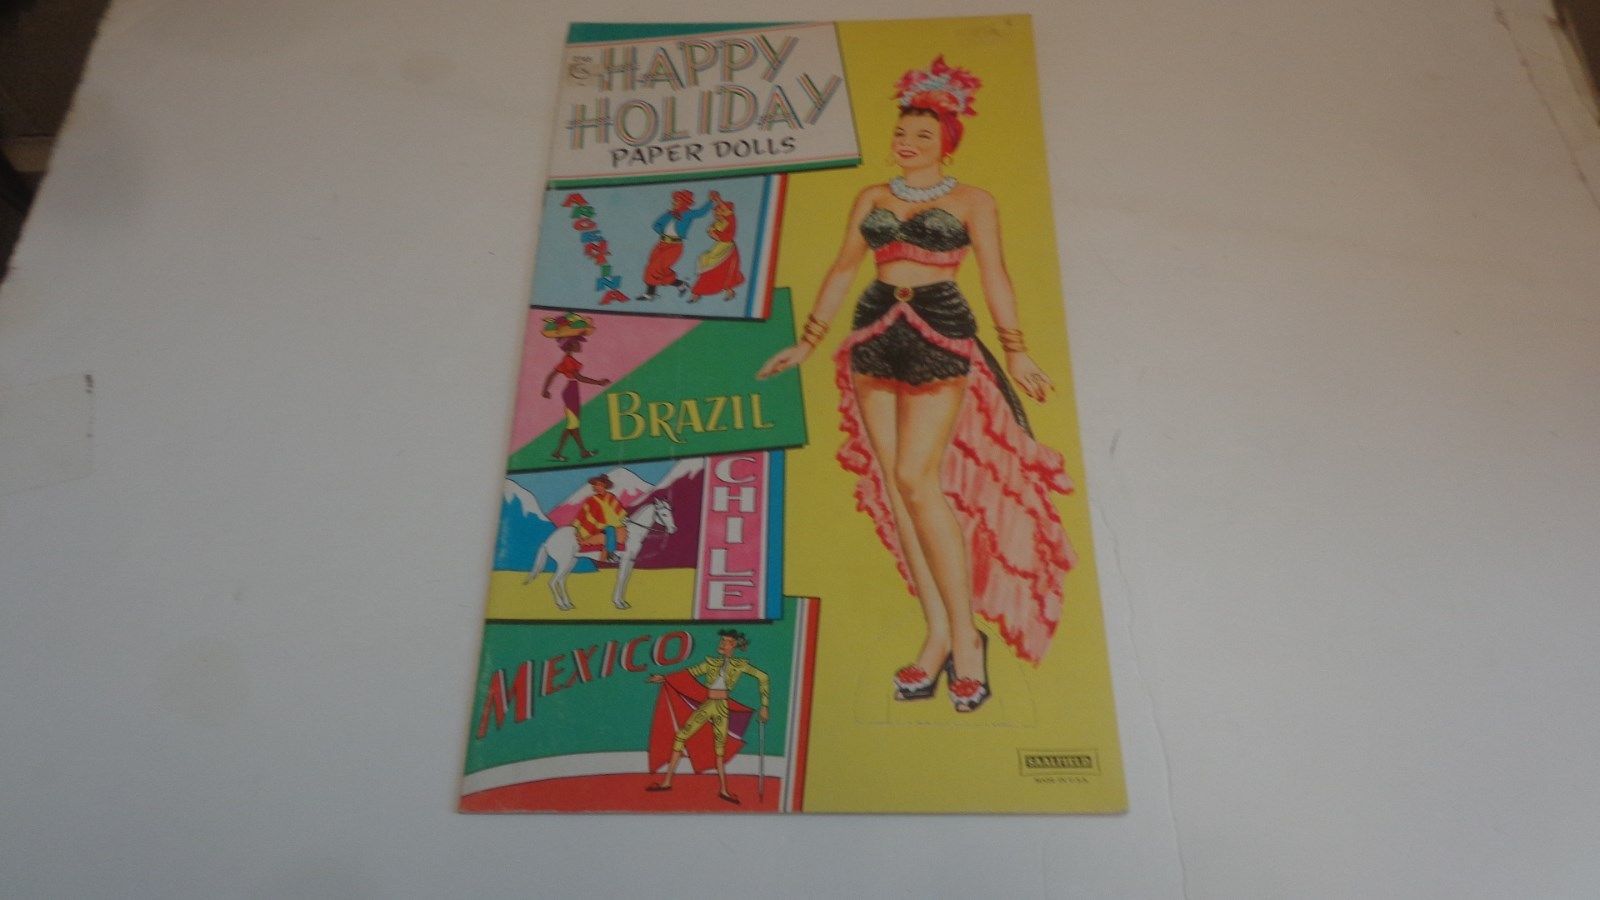 HAPPY
HOLIDAY
PAPER DOLLS
ARGENTINA
BRAZIL
CHILE
MEXICO
SAALFIELD
MADE IN U.S.A.